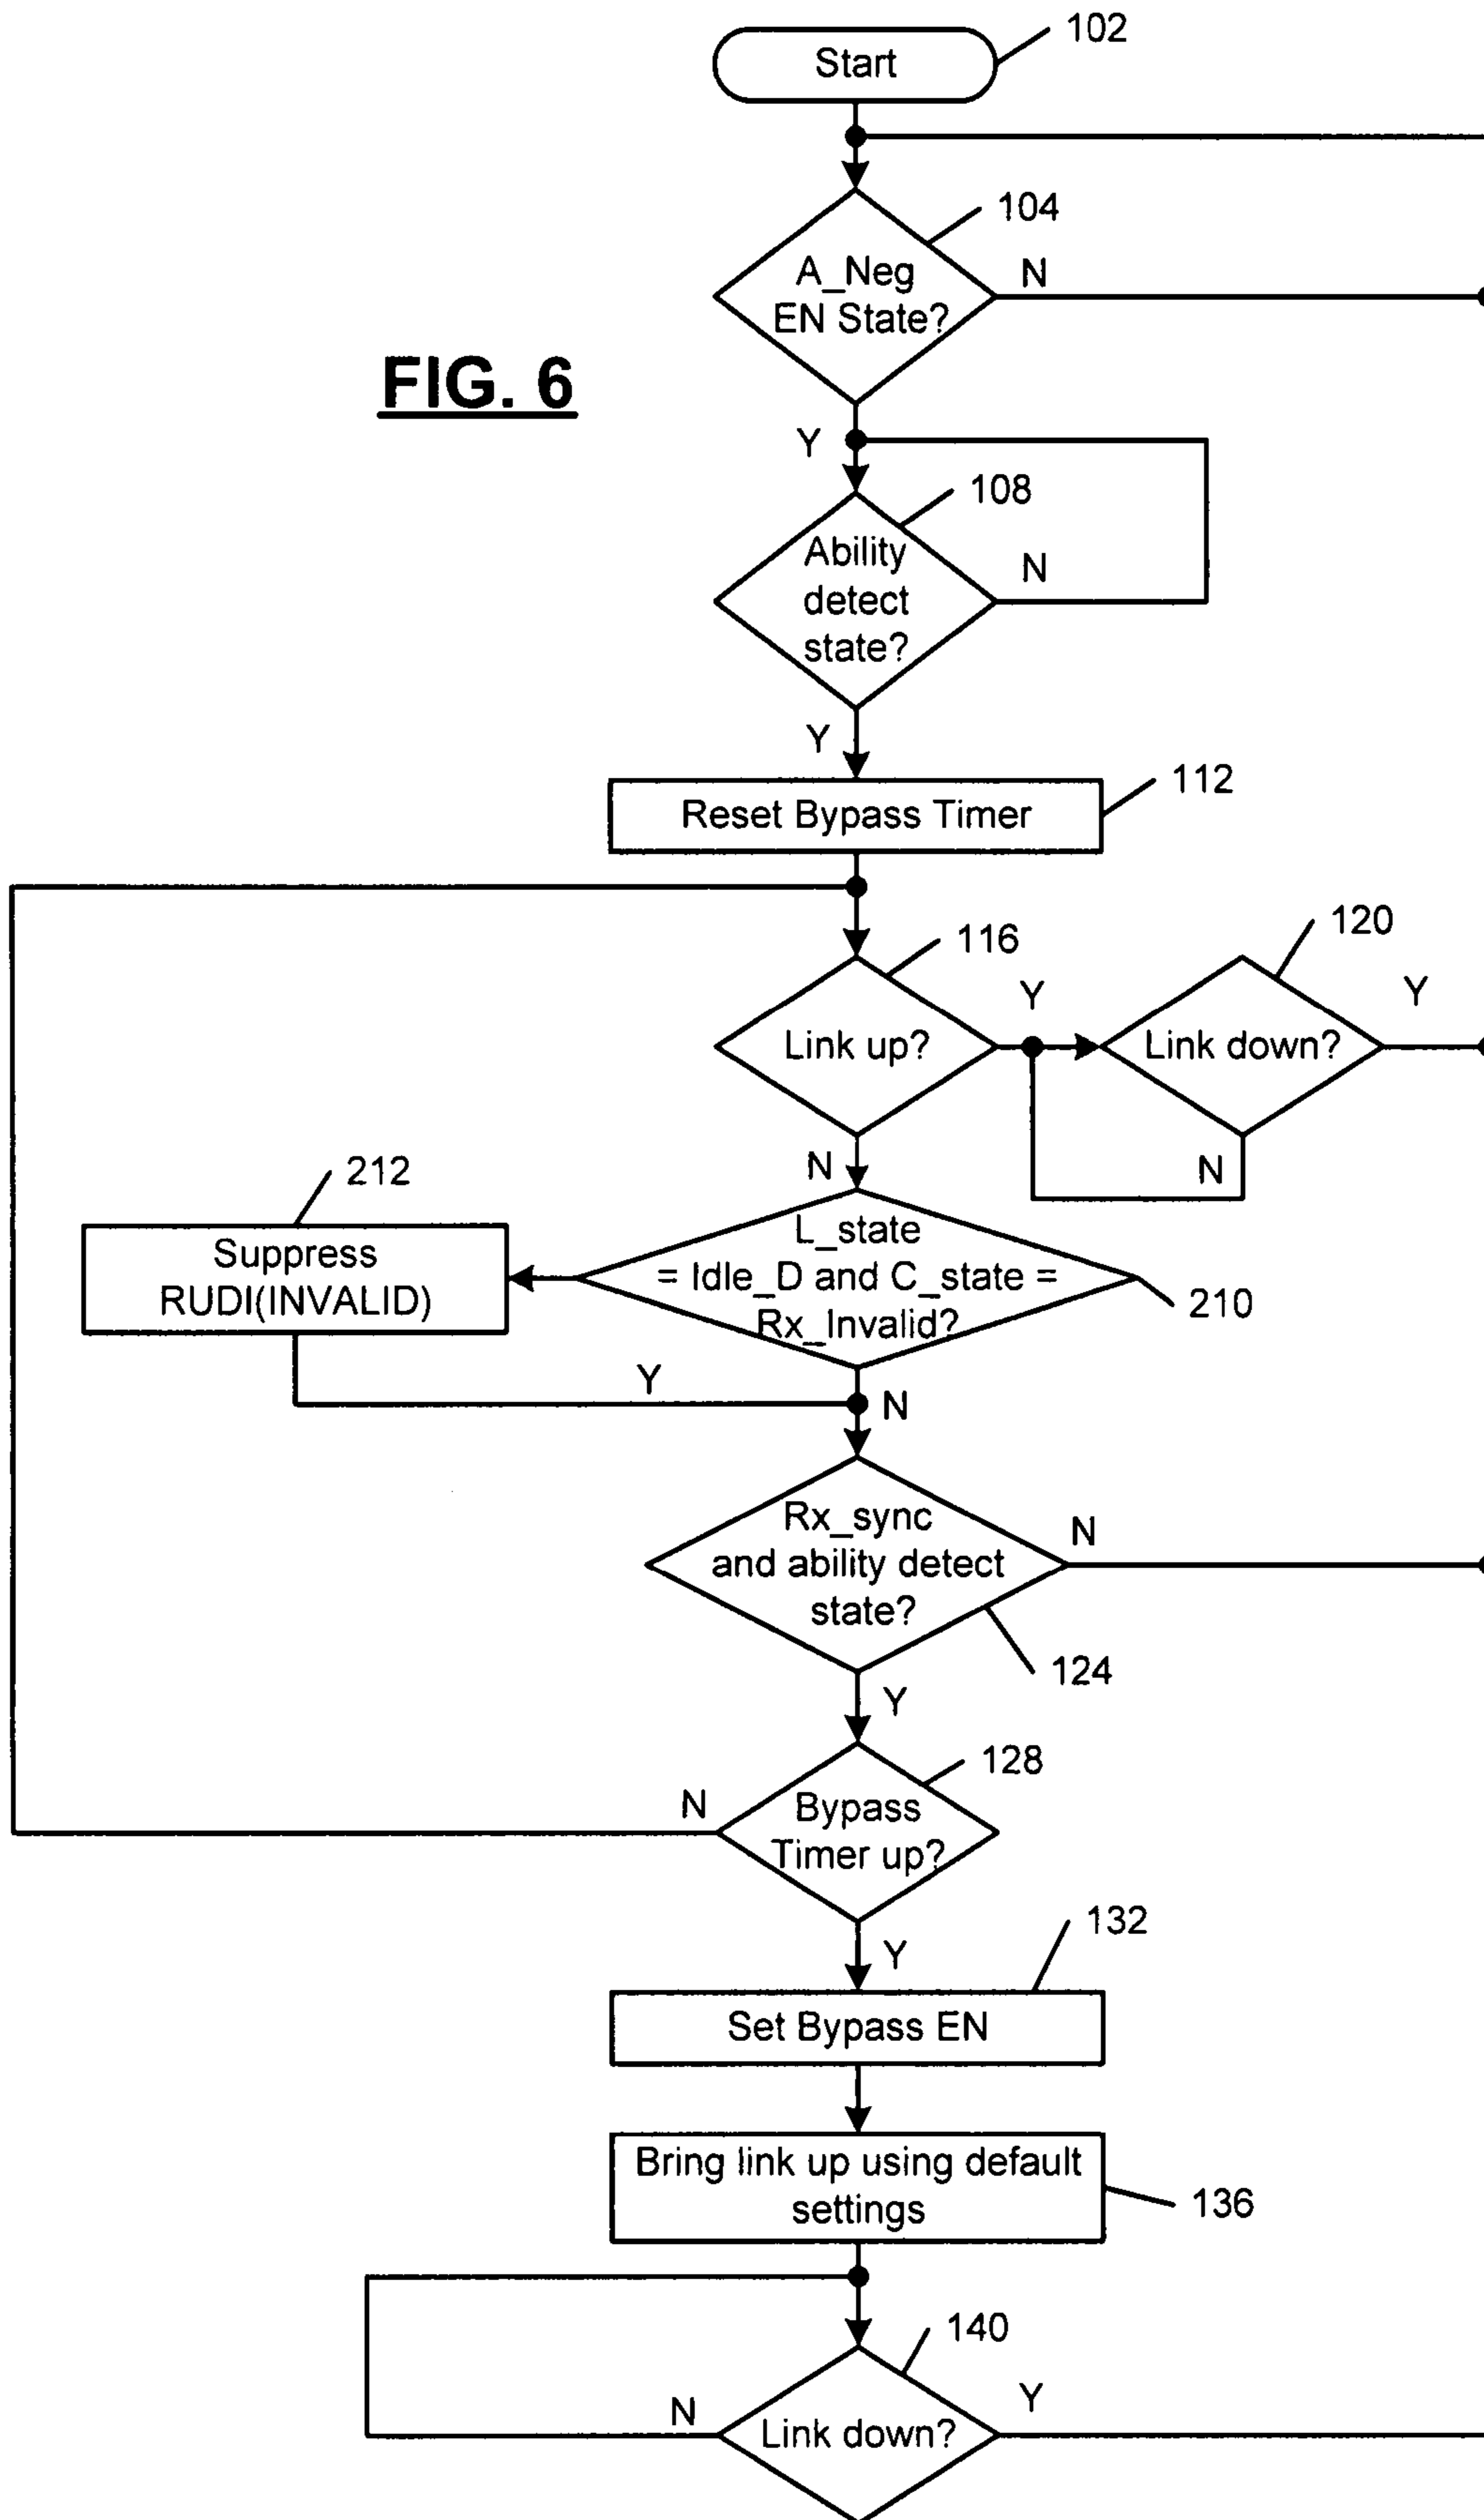 102
Start
104
A_Neg
EN State?
N
FIG. 6
Y
108
Ability
detect
state?
N
Y
112
Reset Bypass Timer
116
120
Y
Y
Link up?
Link down?
N
N
212
Suppress
RUDI(INVALID)
L_state
= Idle_D and C_state =
Rx_Invalid?
210
Y
N
Rx_sync
and ability detect
state?
N
124
Y
128
N
Bypass
Timer up?
132
Y
Set Bypass EN
Bring link up using default
settings
136
140
N
Y
Link down?